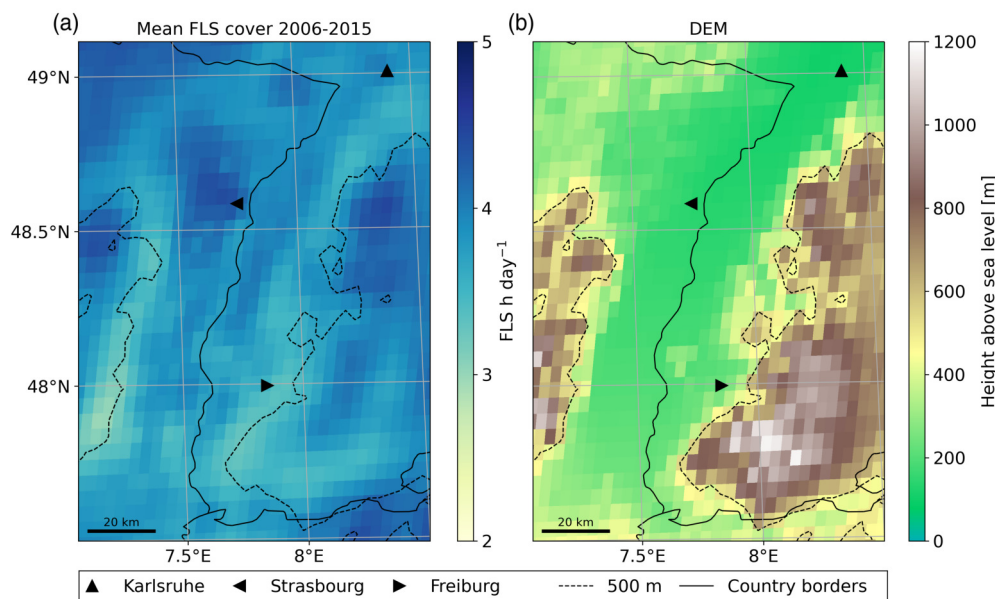 (a)
Mean FLS cover 2006-2015
49°N
48.5°N
48°N
7.5°E
8°E
20 km
5
4
3
2
FLS h day⁻¹
(b)
DEM
7.5°E
8°E
20 km
1200
1000
800
600
400
200
0
Height above sea level [m]
▲ Karlsruhe ◀ Strasbourg ▶ Freiburg 500 m Country borders